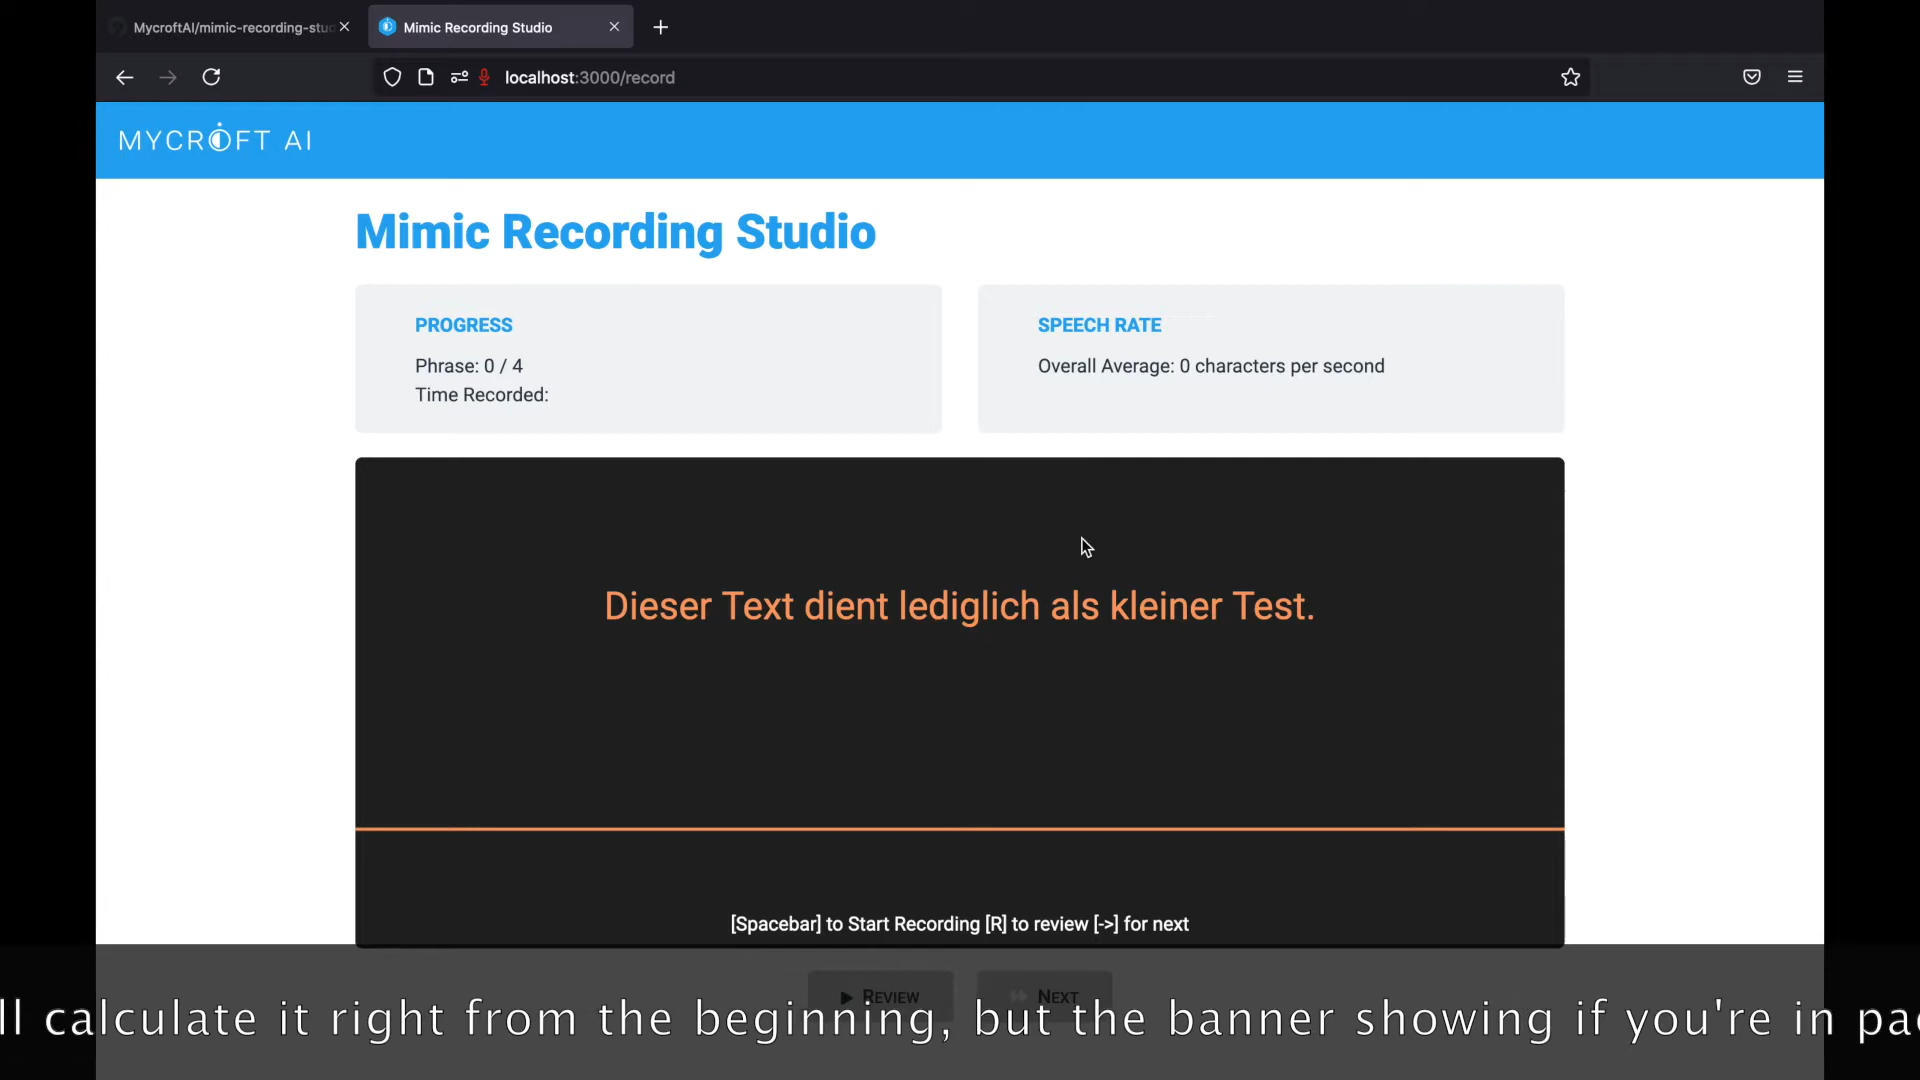 MycroftAI/mimic-recording-stu
Mimic Recording Studio
localhost:3000/record
MYCROFT AI
Mimic Recording Studio
PROGRESS
Phrase: 0 / 4
Time Recorded:
SPEECH RATE
Overall Average: 0 characters per second
Dieser Text dient lediglich als kleiner Test.
[Spacebar] to Start Recording [R] to review [->] for next
REVIEW
NEXT
ll calculate it right from the beginning, but the banner showing if you're in pa